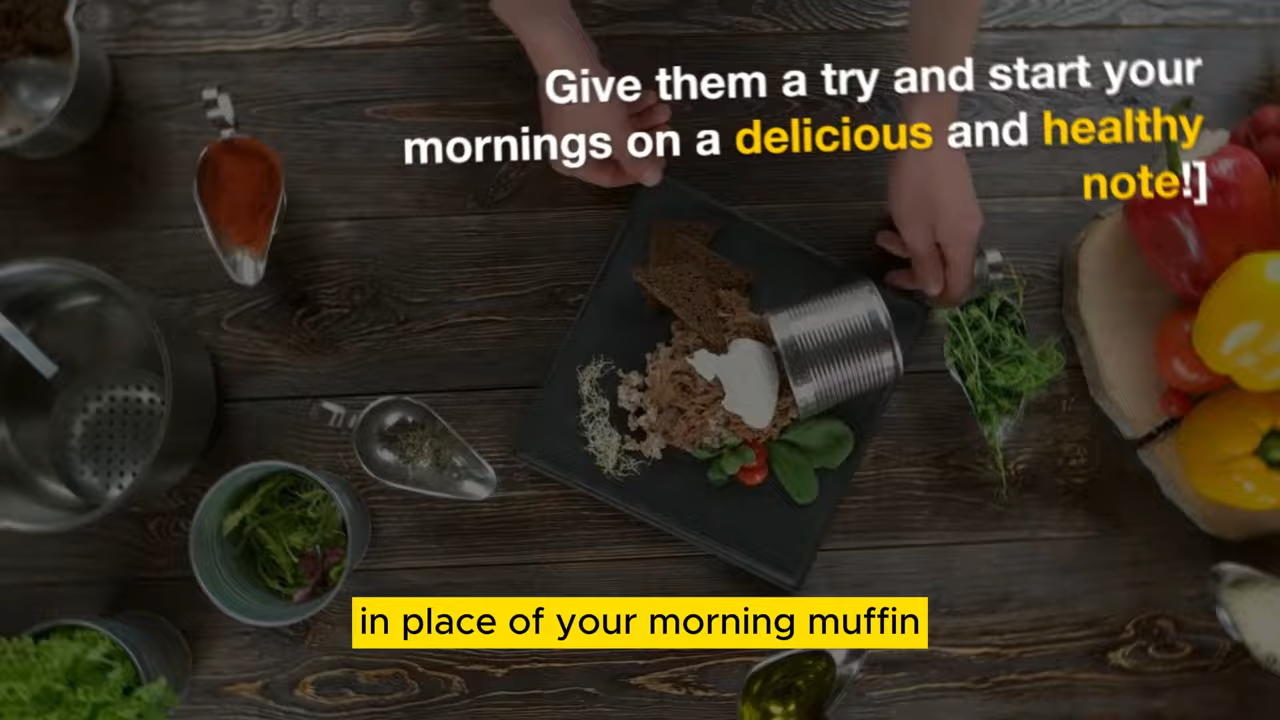 Give them a try and start your
mornings on a delicious and healthy
note!]
in place of your morning muffin